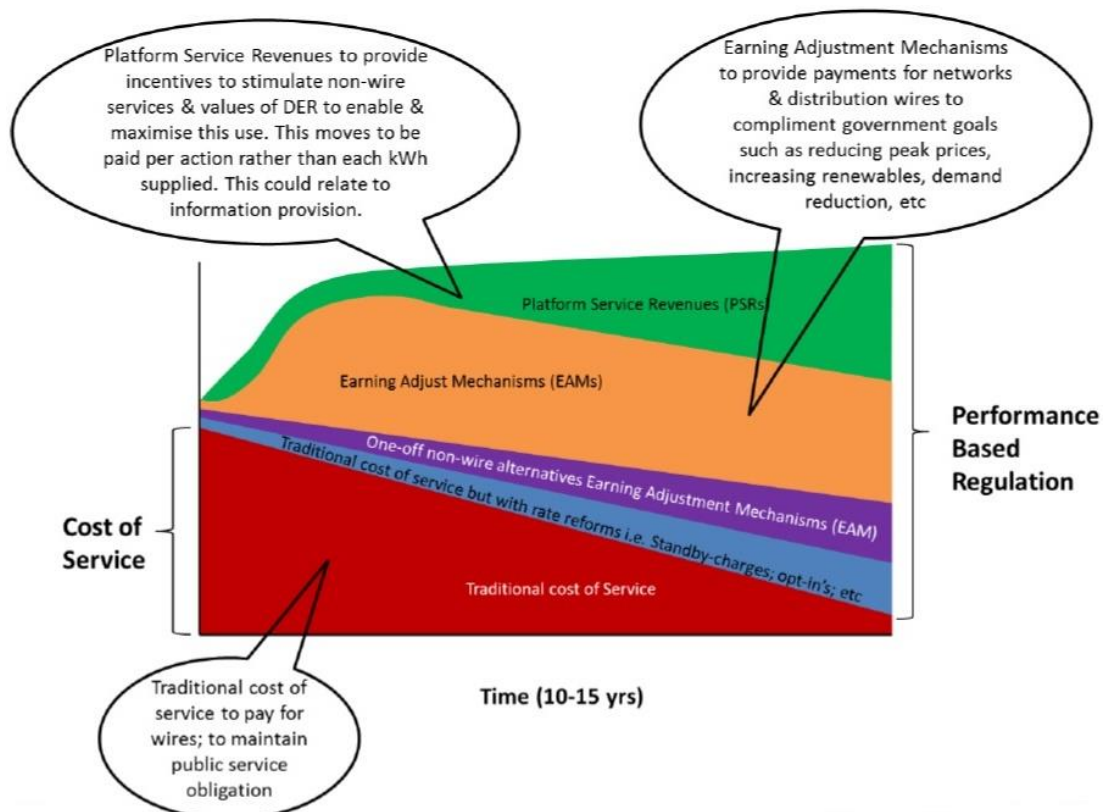 Platform Service Revenues to provide
incentives to stimulate non-wire
services & values of DER to enable &
maximise this use. This moves to be
paid per action rather than each kWh
supplied. This could relate to
information provision.
Earning Adjustment Mechanisms
to provide payments for networks
& distribution wires to
compliment government goals
such as reducing peak prices,
increasing renewables, demand
reduction, etc
Platform Service Revenues (PSRs)
Earning Adjust Mechanisms (EAMs)
One-off non-wire alternatives Earning Adjustment Mechanisms (EAM)
Traditional cost of service but with rate reforms i.e. Standby-charges; opt-in's; etc
Traditional cost of Service
Cost of
Service
Performance
Based
Regulation
Time (10-15 yrs)
Traditional cost of
service to pay for
wires; to maintain
public service
obligation